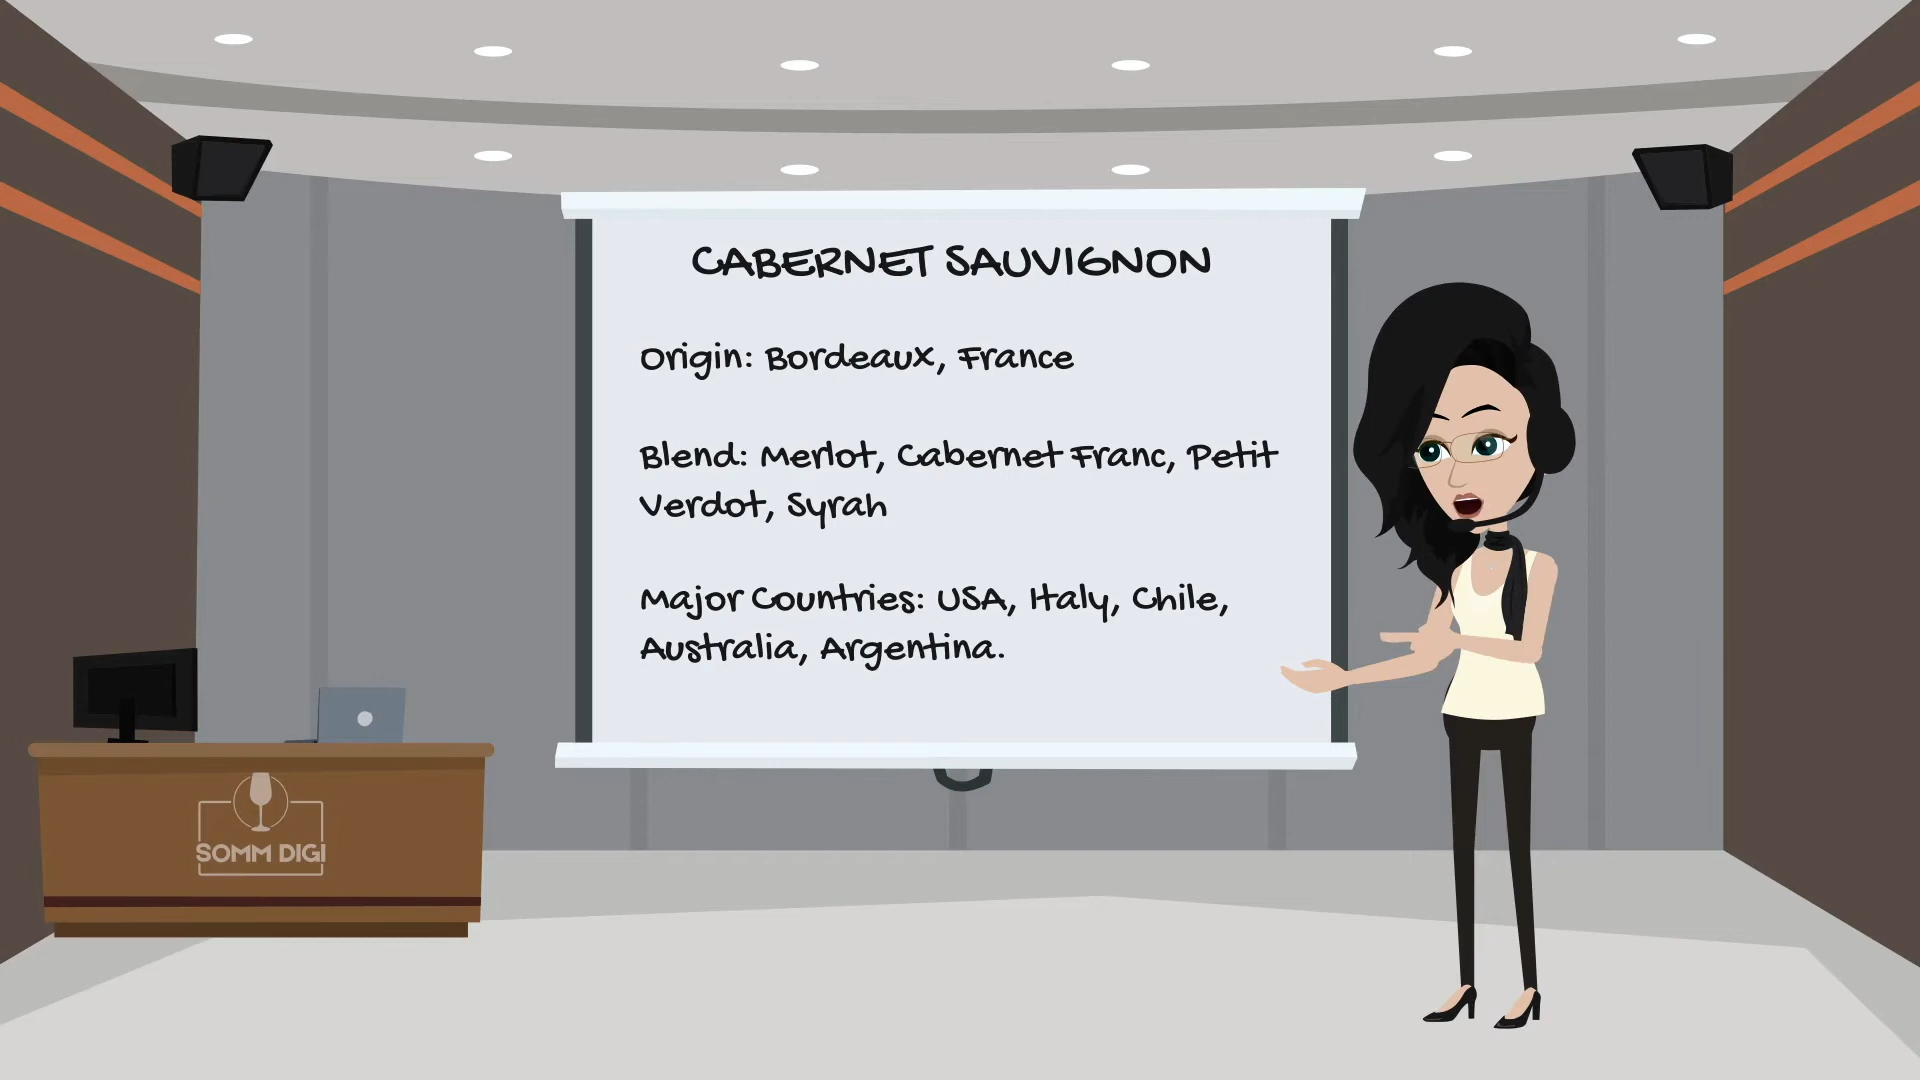 CABERNET SAUVIGNON
Origin: Bordeaux, France
Blend: Merlot, Cabernet Franc, Petit
Verdot, Syrah
Major Countries: USA, Italy, Chile,
Australia, Argentina.
SOMM DIGI